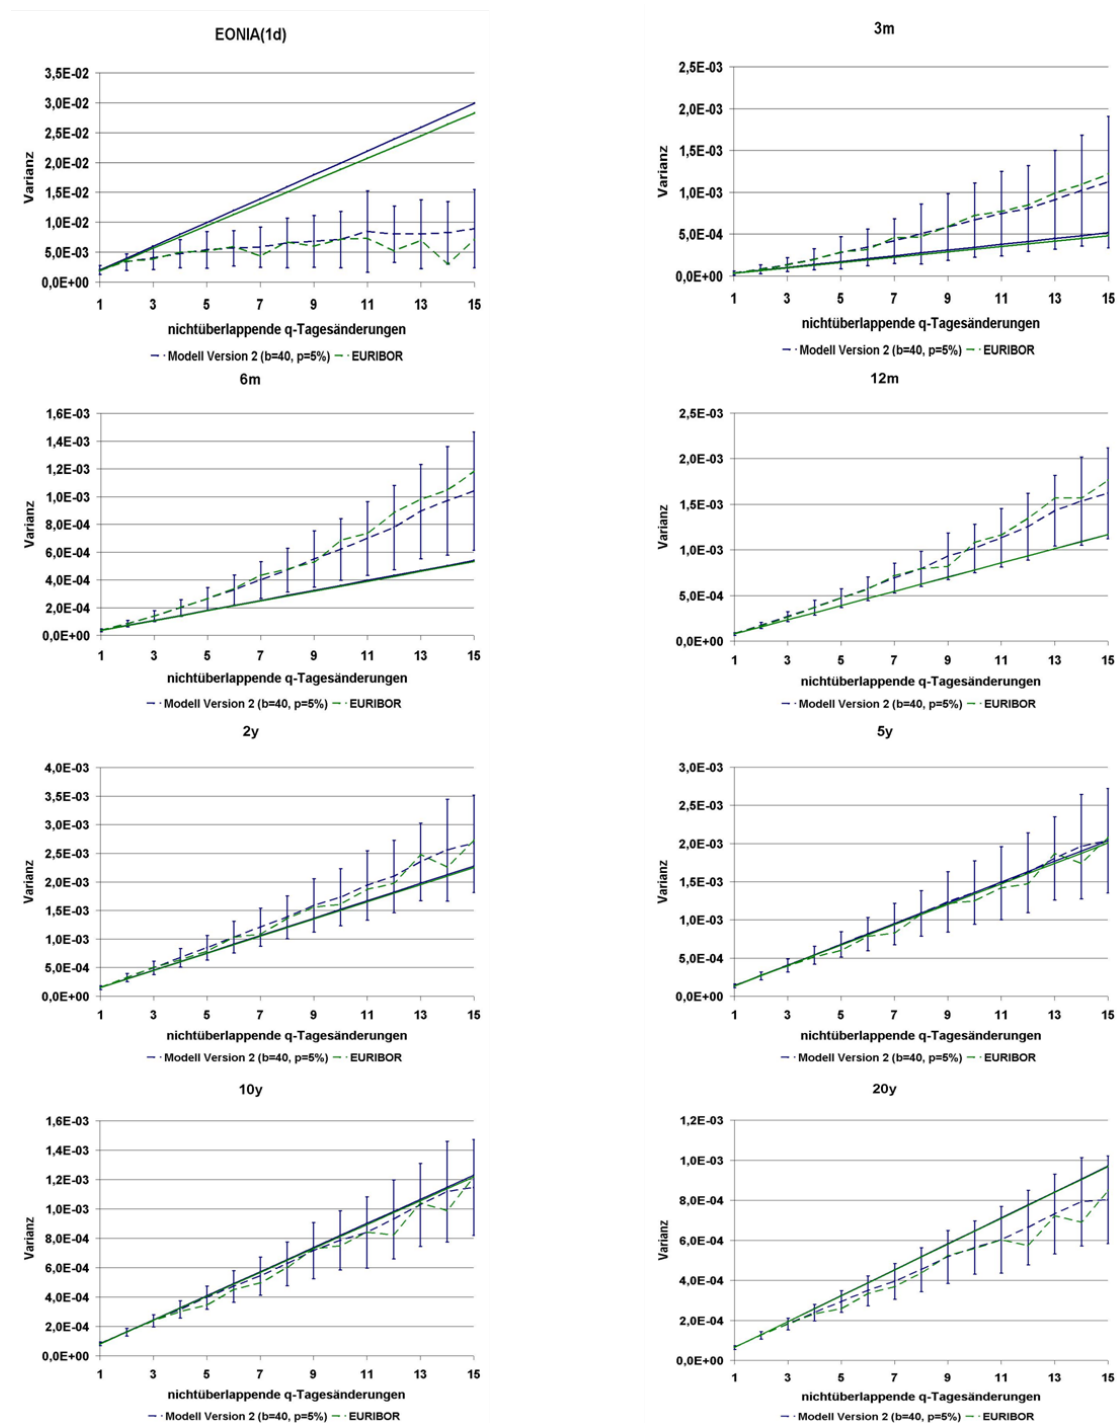 EONIA(1d)
3,5E-02
3,0E-02
2,5E-02
2,0E-02
1,5E-02
1,0E-02
5,0E-03
0,0E+00
Varianz
1 3 5 7 9 11 13 15
nichtüberlappende q-Tagesänderungen
Modell Version 2 (b=40, p=5%) EURIBOR
3m
2,5E-03
2,0E-03
1,5E-03
1,0E-03
5,0E-04
0,0E+00
Varianz
1 3 5 7 9 11 13 15
nichtüberlappende q-Tagesänderungen
Modell Version 2 (b=40, p=5%) EURIBOR
6m
1,6E-03
1,4E-03
1,2E-03
1,0E-03
8,0E-04
6,0E-04
4,0E-04
2,0E-04
0,0E+00
Varianz
1 3 5 7 9 11 13 15
nichtüberlappende q-Tagesänderungen
Modell Version 2 (b=40, p=5%) EURIBOR
12m
2,5E-03
2,0E-03
1,5E-03
1,0E-03
5,0E-04
0,0E+00
Varianz
1 3 5 7 9 11 13 15
nichtüberlappende q-Tagesänderungen
Modell Version 2 (b=40, p=5%) EURIBOR
2y
4,0E-03
3,5E-03
3,0E-03
2,5E-03
2,0E-03
1,5E-03
1,0E-03
5,0E-04
0,0E+00
Varianz
1 3 5 7 9 11 13 15
nichtüberlappende q-Tagesänderungen
Modell Version 2 (b=40, p=5%) EURIBOR
5y
3,0E-03
2,5E-03
2,0E-03
1,5E-03
1,0E-03
5,0E-04
0,0E+00
Varianz
1 3 5 7 9 11 13 15
nichtüberlappende q-Tagesänderungen
Modell Version 2 (b=40, p=5%) EURIBOR
10y
1,6E-03
1,4E-03
1,2E-03
1,0E-03
8,0E-04
6,0E-04
4,0E-04
2,0E-04
0,0E+00
Varianz
1 3 5 7 9 11 13 15
nichtüberlappende q-Tagesänderungen
Modell Version 2 (b=40, p=5%) EURIBOR
20y
1,2E-03
1,0E-03
8,0E-04
6,0E-04
4,0E-04
2,0E-04
0,0E+00
Varianz
1 3 5 7 9 11 13 15
nichtüberlappende q-Tagesänderungen
Modell Version 2 (b=40, p=5%) EURIBOR